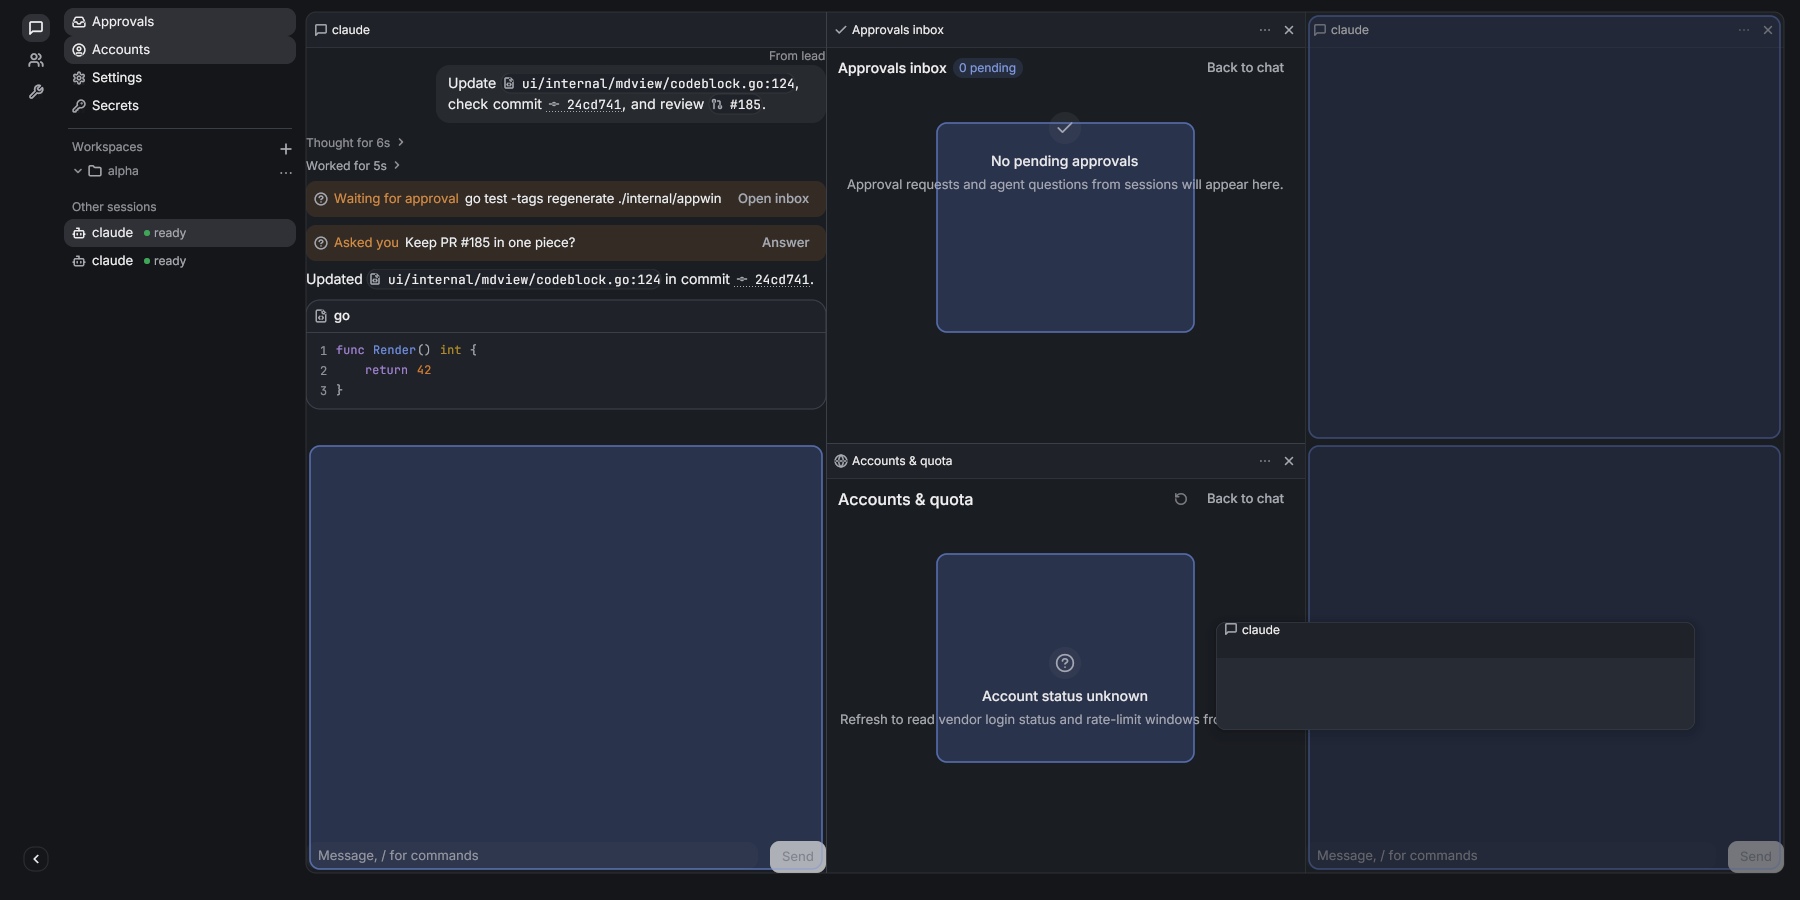 Approvals
Accounts
Settings
Secrets
Workspaces
alpha
Other sessions
claude ready
claude ready
claude
From lead
Update ui/internal/mdview/codeblock.go:124,
check commit 24cd741, and review #185.
Thought for 6s
Worked for 5s
Waiting for approval go test -tags regenerate ./internal/appwin Open inbox
Asked you Keep PR #185 in one piece? Answer
Updated ui/internal/mdview/codeblock.go:124 in commit 24cd741.
go
1 func Render() int {
2     return 42
3 }
Message, / for commands
Send
Approvals inbox
Approvals inbox 0 pending Back to chat
No pending approvals
Approval requests and agent questions from sessions will appear here.
Accounts & quota
Accounts & quota Back to chat
Account status unknown
Refresh to read vendor login status and rate-limit windows
claude
claude
Message, / for commands
Send